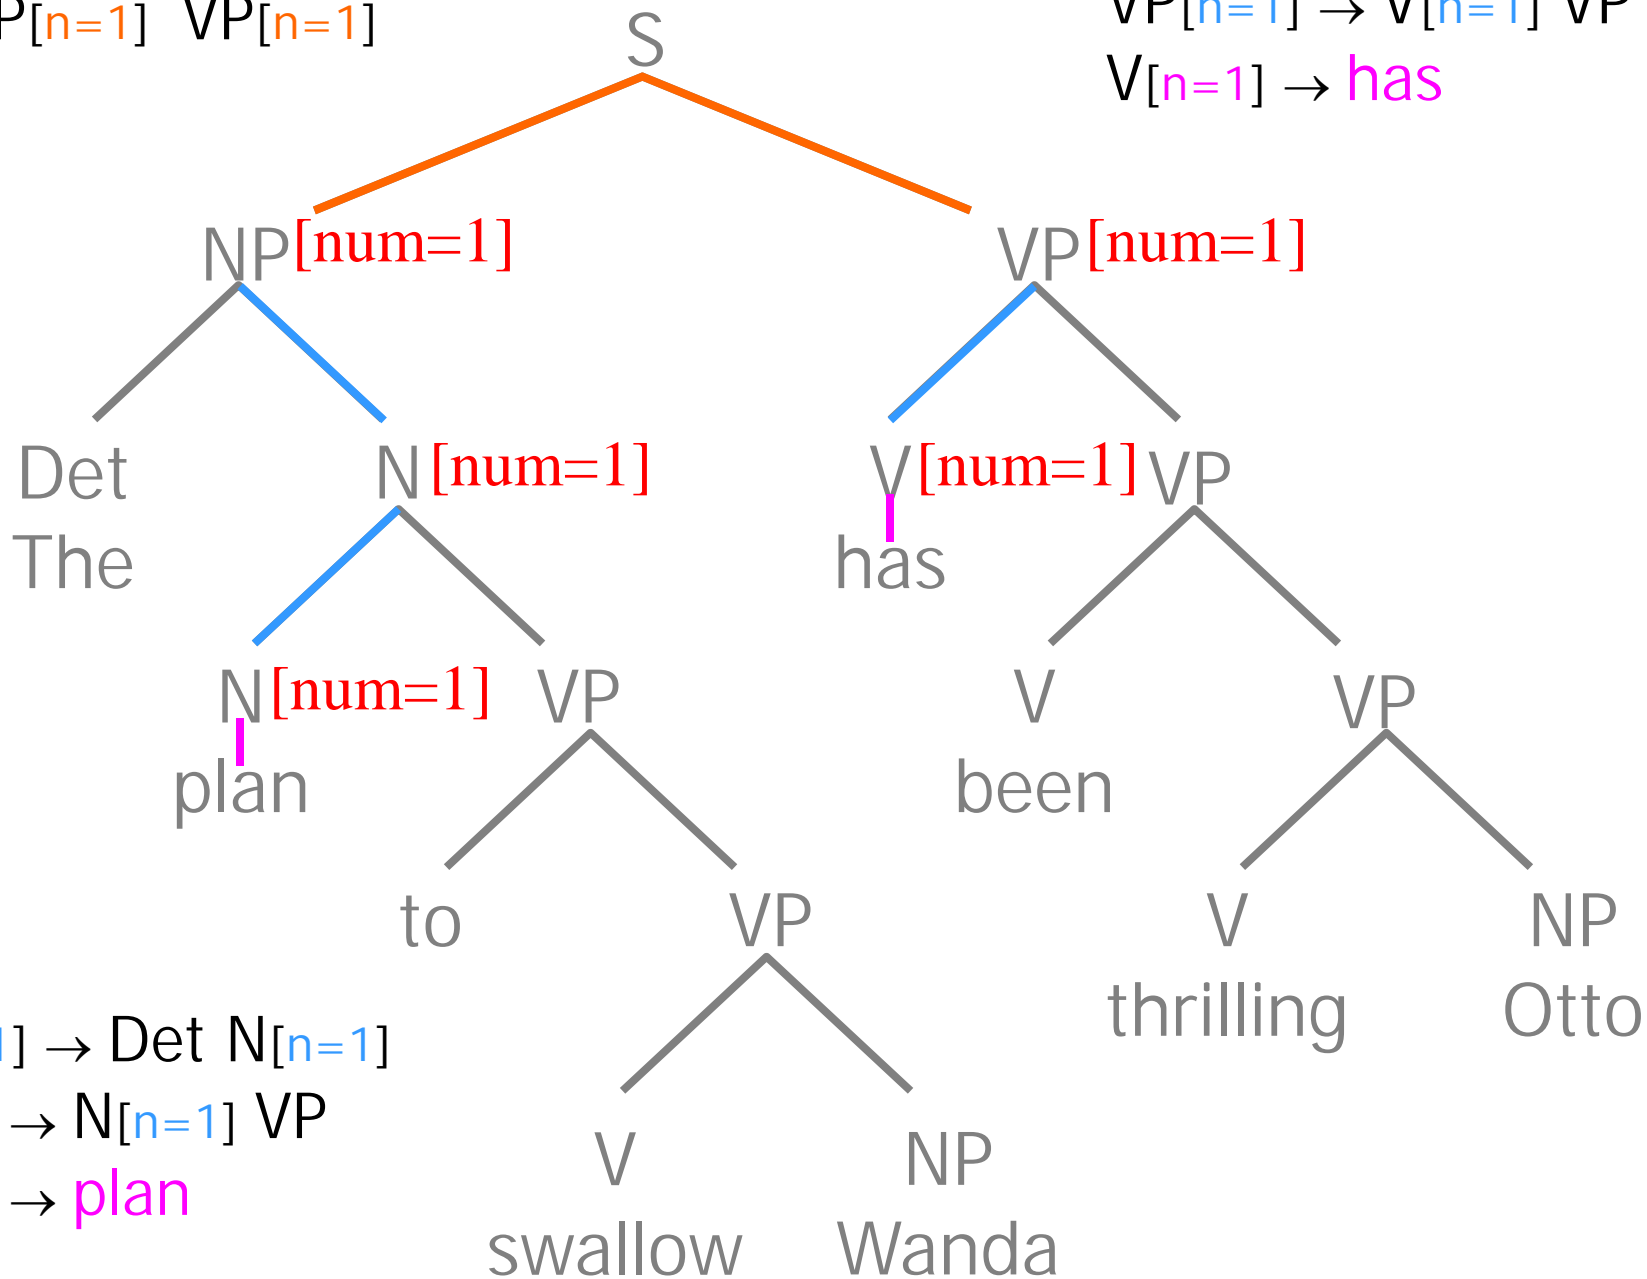 P[n=1] VP[n=1]
VP[n=1] → V[n=1] VP
S
V[n=1] → has
NP[num=1] VP[num=1]
Det N[num=1] V[num=1] VP
The has
N[num=1] VP V VP
plan been
to VP V NP
thrilling Otto
1] → Det N[n=1]
→ N[n=1] VP
V NP
→ plan
swallow Wanda